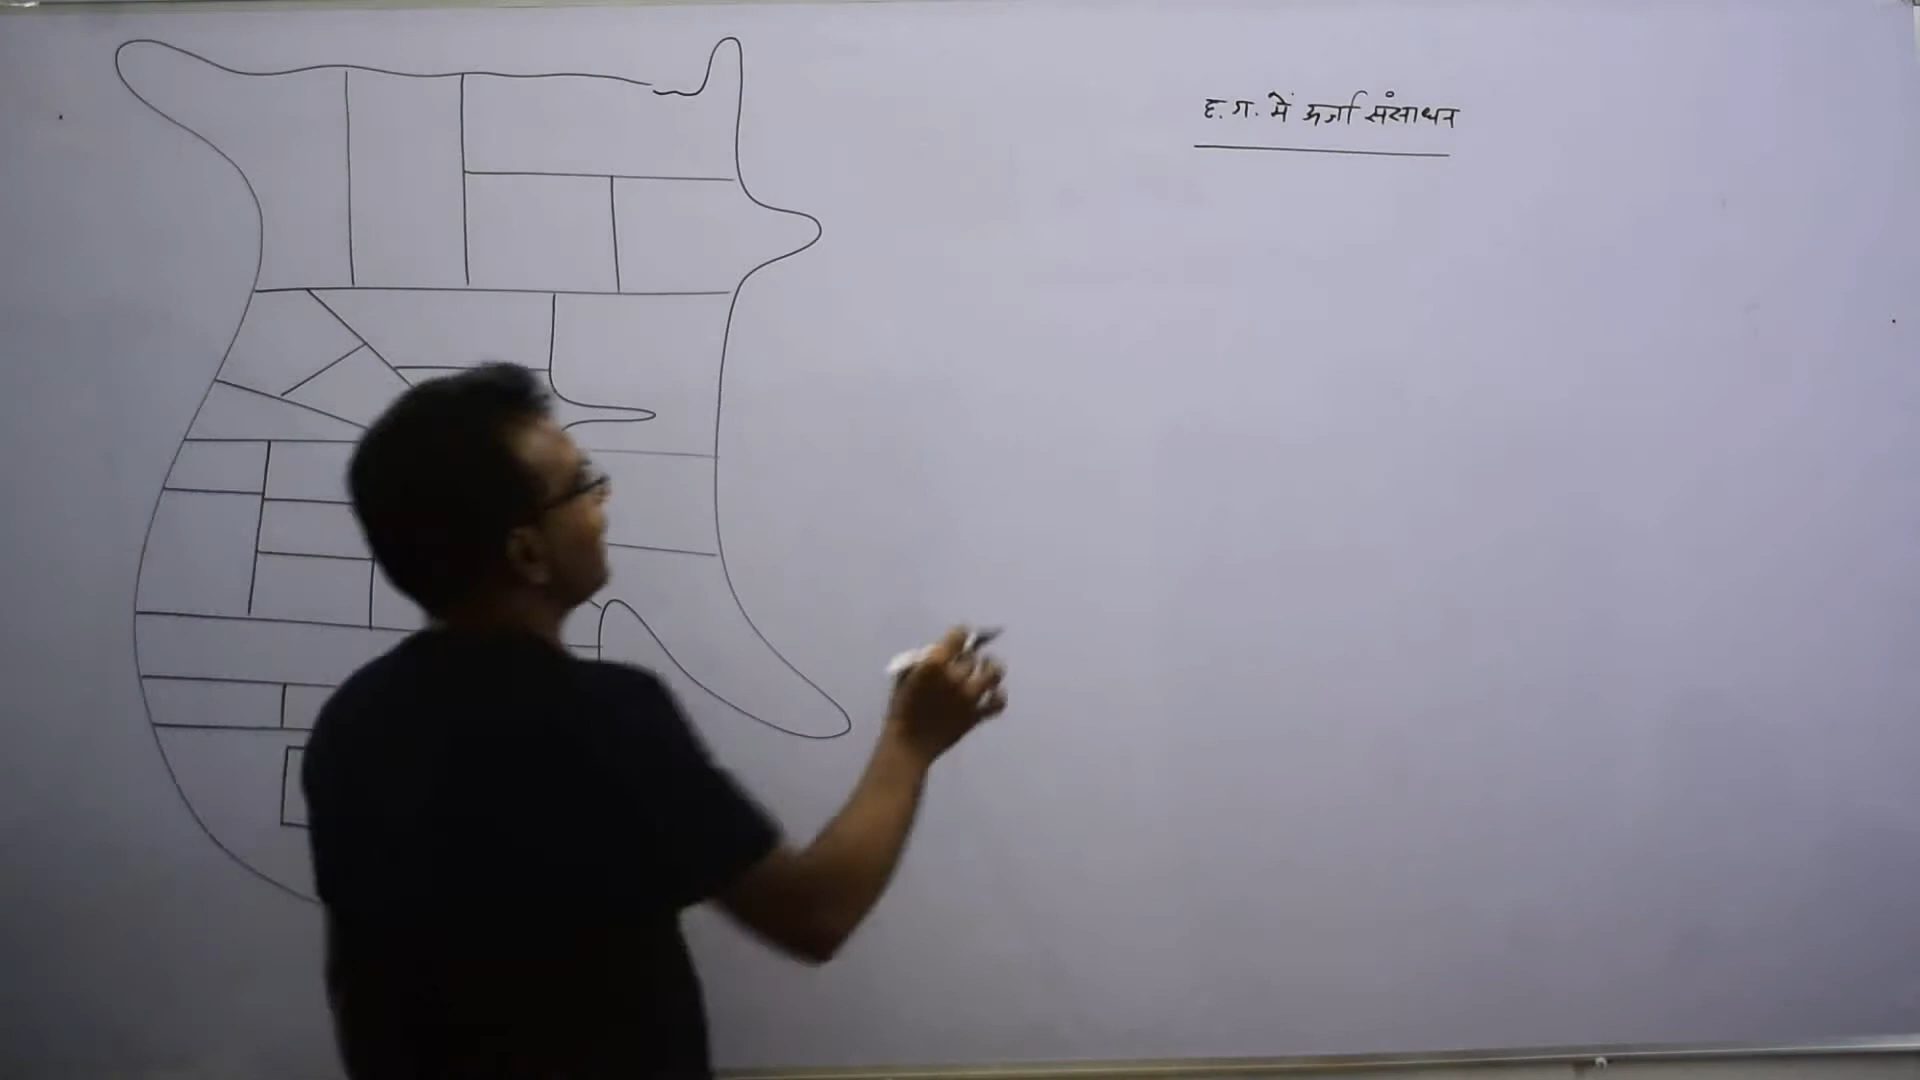 छ. ग. में ऊर्जा संसाधन